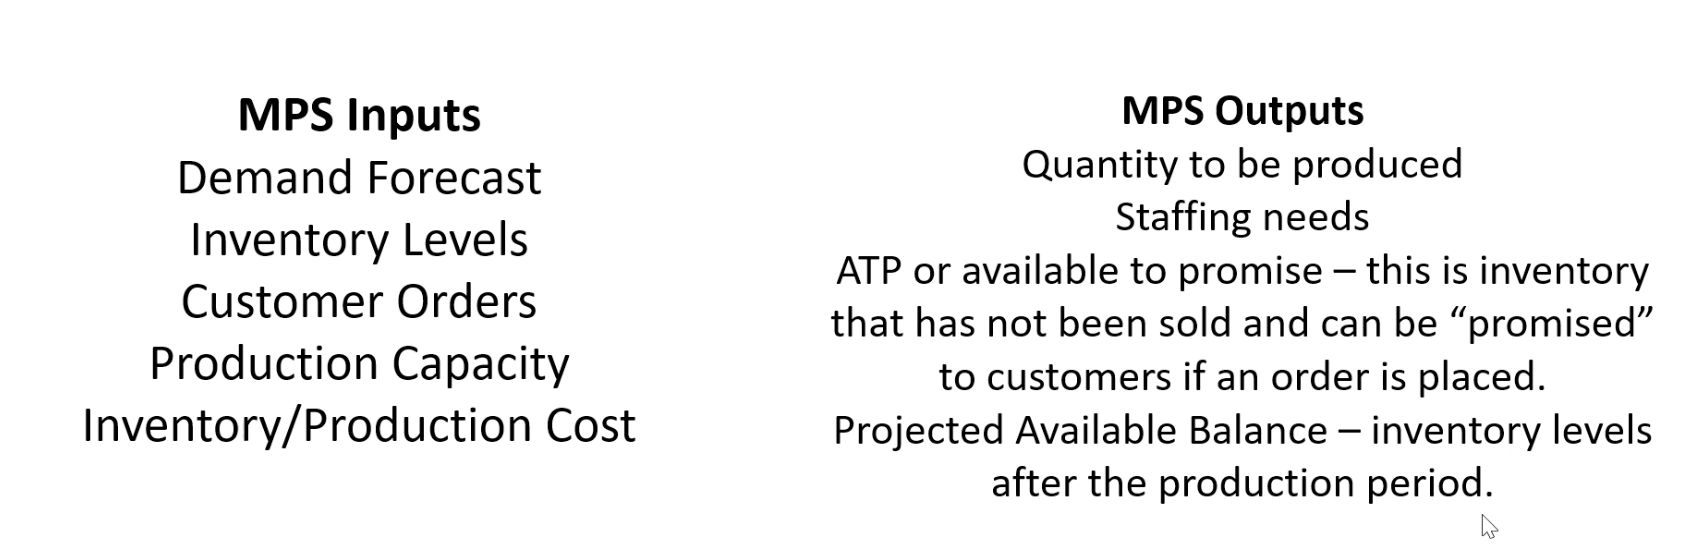 MPS Inputs
Demand Forecast
Inventory Levels
Customer Orders
Production Capacity
Inventory/Production Cost
MPS Outputs
Quantity to be produced
Staffing needs
ATP or available to promise – this is inventory
that has not been sold and can be “promised”
to customers if an order is placed.
Projected Available Balance – inventory levels
after the production period.